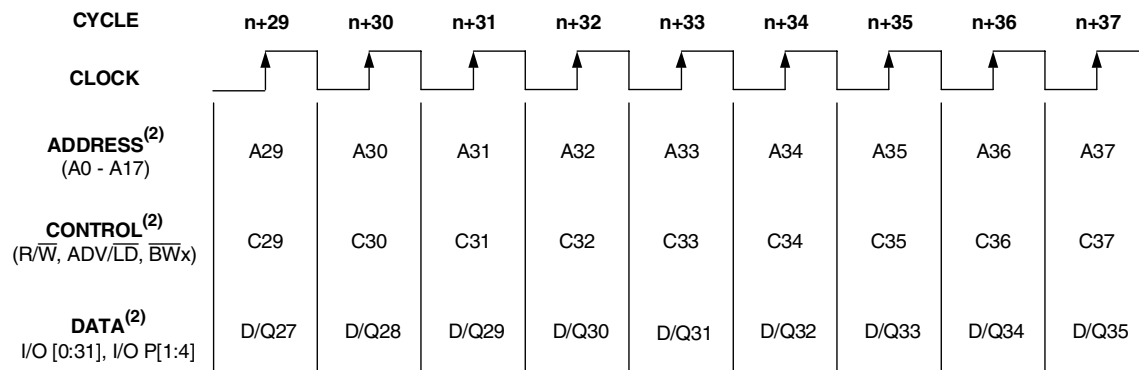 CYCLE n+29 n+30 n+31 n+32 n+33 n+34 n+35 n+36 n+37
CLOCK
ADDRESS(2) A29 A30 A31 A32 A33 A34 A35 A36 A37
(A0 - A17)
CONTROL(2) C29 C30 C31 C32 C33 C34 C35 C36 C37
(R/W̅, ADV/L̅D̅, B̅W̅x)
DATA(2) D/Q27 D/Q28 D/Q29 D/Q30 D/Q31 D/Q32 D/Q33 D/Q34 D/Q35
I/O [0:31], I/O P[1:4]